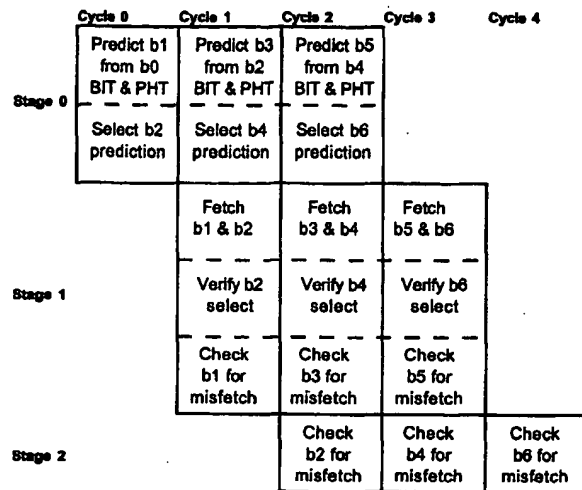 Cycle 0 Cycle 1 Cycle 2 Cycle 3 Cycle 4
Stage 0
Predict b1
from b0
BIT & PHT
Predict b3
from b2
BIT & PHT
Predict b5
from b4
BIT & PHT
Select b2
prediction
Select b4
prediction
Select b6
prediction
Stage 1
Fetch
b1 & b2
Fetch
b3 & b4
Fetch
b5 & b6
Verify b2
select
Verify b4
select
Verify b6
select
Check
b1 for
misfetch
Check
b3 for
misfetch
Check
b5 for
misfetch
Stage 2
Check
b2 for
misfetch
Check
b4 for
misfetch
Check
b6 for
misfetch